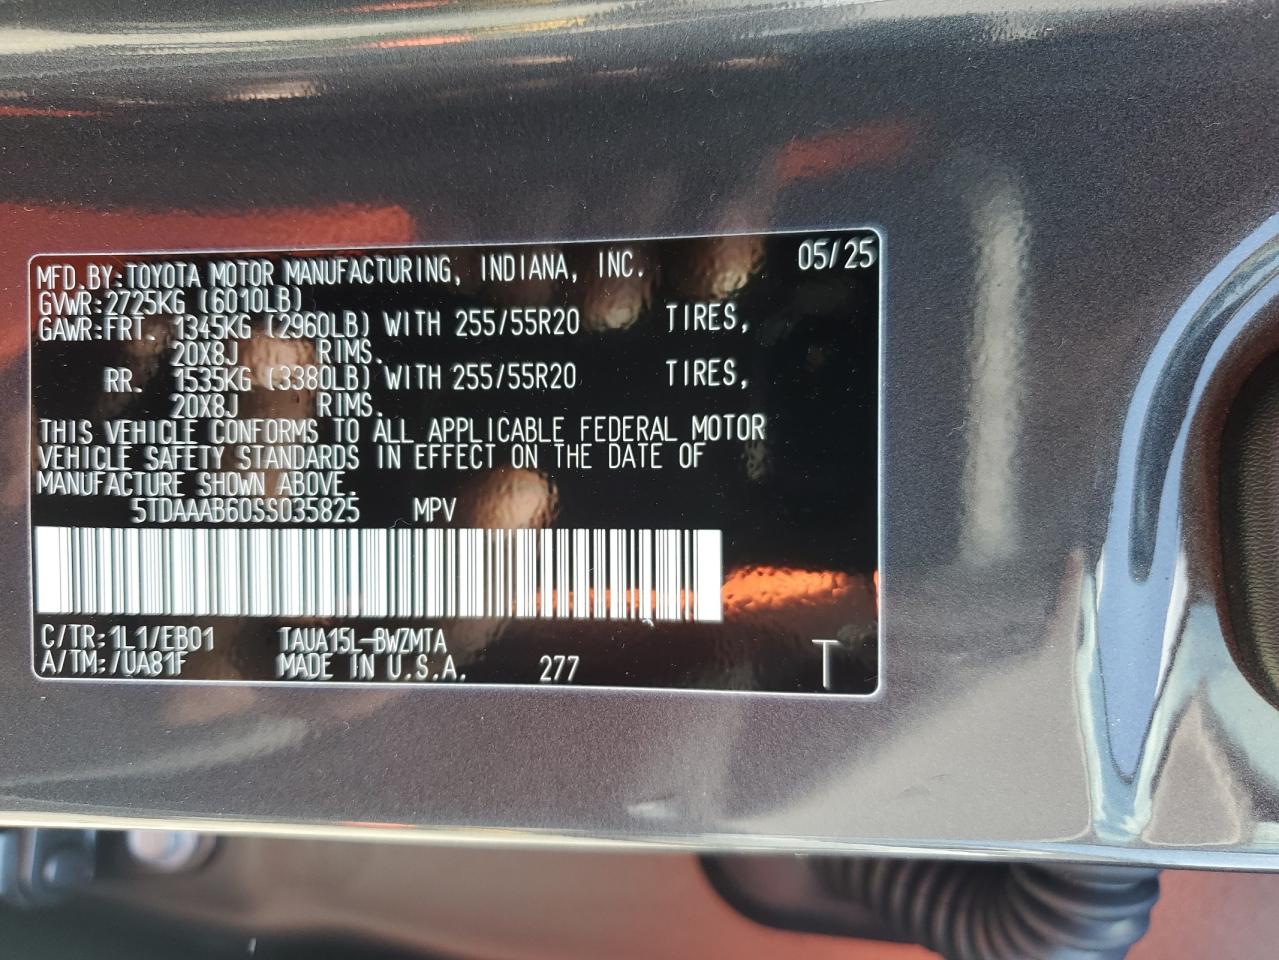 05/25
MFD.BY:TOYOTA MOTOR MANUFACTURING, INDIANA, INC.
GVWR:2725KG (6010LB)
GAWR:FRT. 1345KG (2960LB) WITH 255/55R20 TIRES,
20X8J RIMS.
RR. 1535KG (3380LB) WITH 255/55R20 TIRES,
20X8J RIMS.
THIS VEHICLE CONFORMS TO ALL APPLICABLE FEDERAL MOTOR
VEHICLE SAFETY STANDARDS IN EFFECT ON THE DATE OF
MANUFACTURE SHOWN ABOVE.
5TDAAAB60SS035825 MPV
C/TR:1L1/EB01 TAUA15L-BWZMTA
A/TM:/UA81F MADE IN U.S.A. 277 T